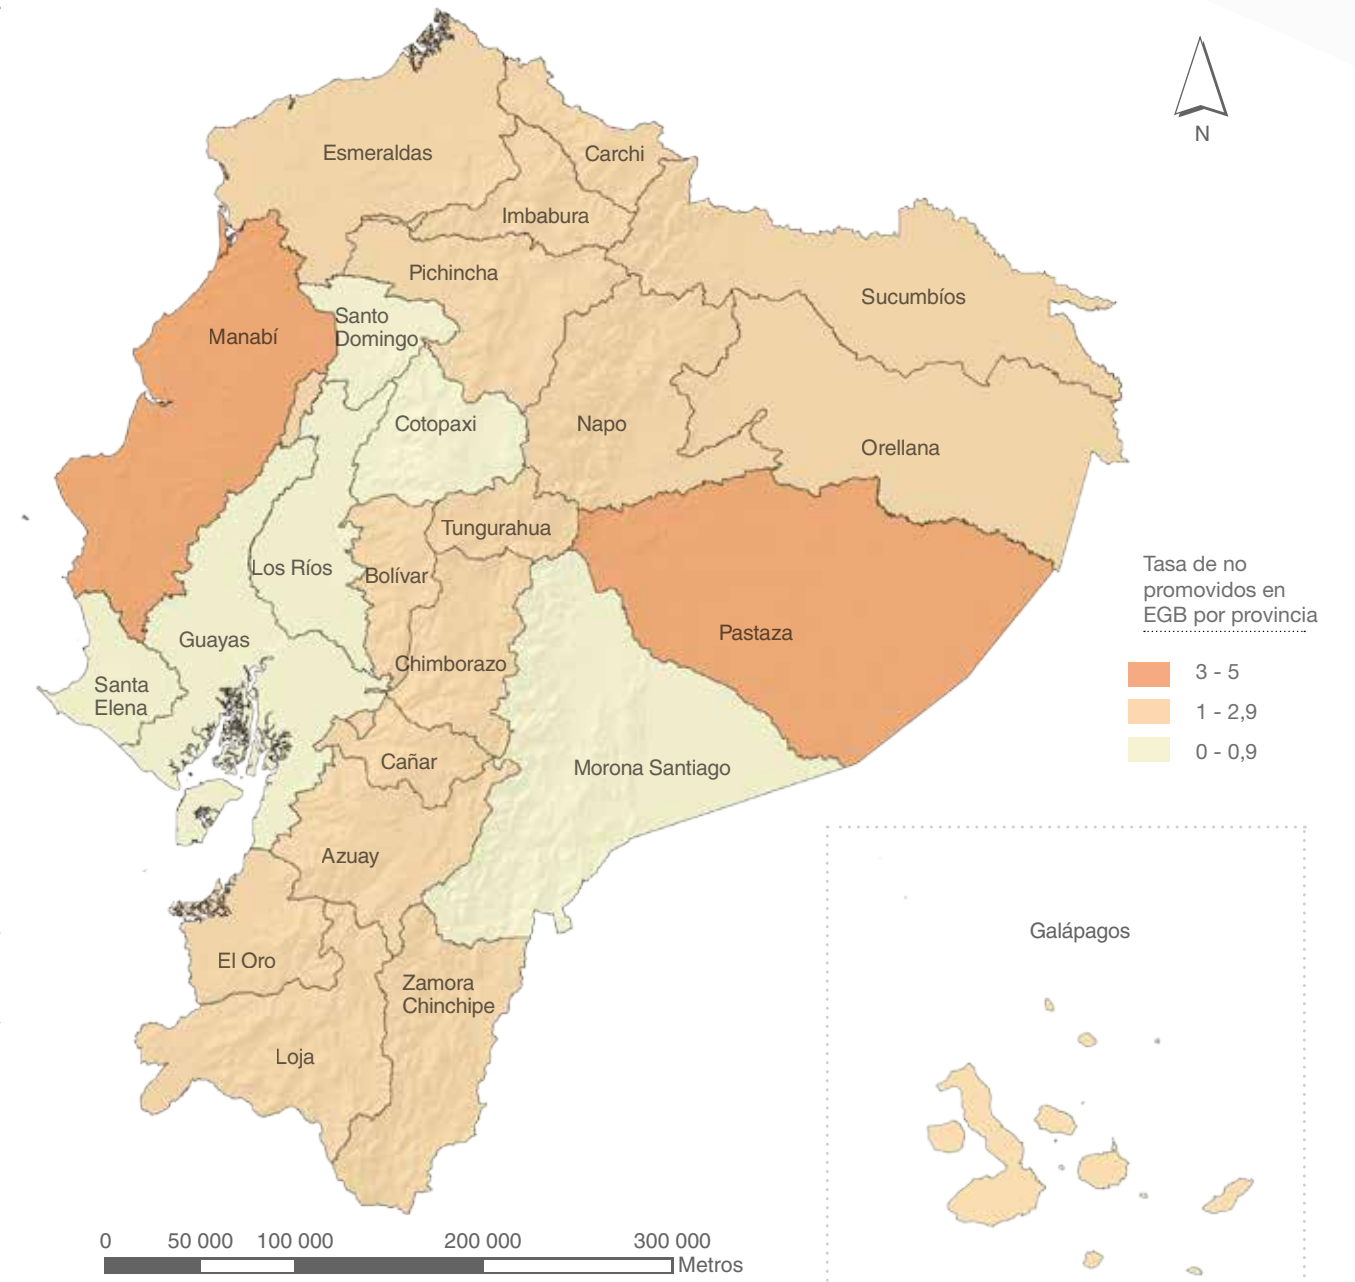 N
Esmeraldas
Carchi
Imbabura
Pichincha
Sucumbíos
Santo
Domingo
Manabí
Cotopaxi
Napo
Orellana
Tungurahua
Los Ríos
Bolívar
Pastaza
Guayas
Chimborazo
Santa
Elena
Cañar
Morona Santiago
Azuay
El Oro
Zamora
Chinchipe
Loja
Tasa de no
promovidos en
EGB por provincia
3 - 5
1 - 2,9
0 - 0,9
Galápagos
0 50 000 100 000 200 000 300 000
Metros